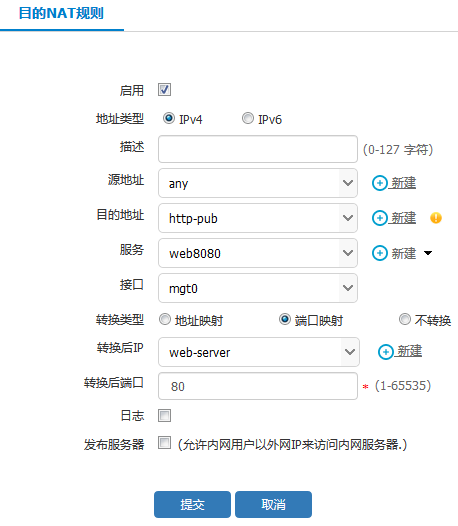 目的NAT规则
启用
地址类型 IPv4 IPv6
描述 (0-127 字符)
源地址 any 新建
目的地址 http-pub 新建
服务 web8080 新建
接口 mgt0
转换类型 地址映射 端口映射 不转换
转换后IP web-server 新建
转换后端口 80 * (1-65535)
日志
发布服务器 (允许内网用户以外网IP来访问内网服务器.)
提交 取消